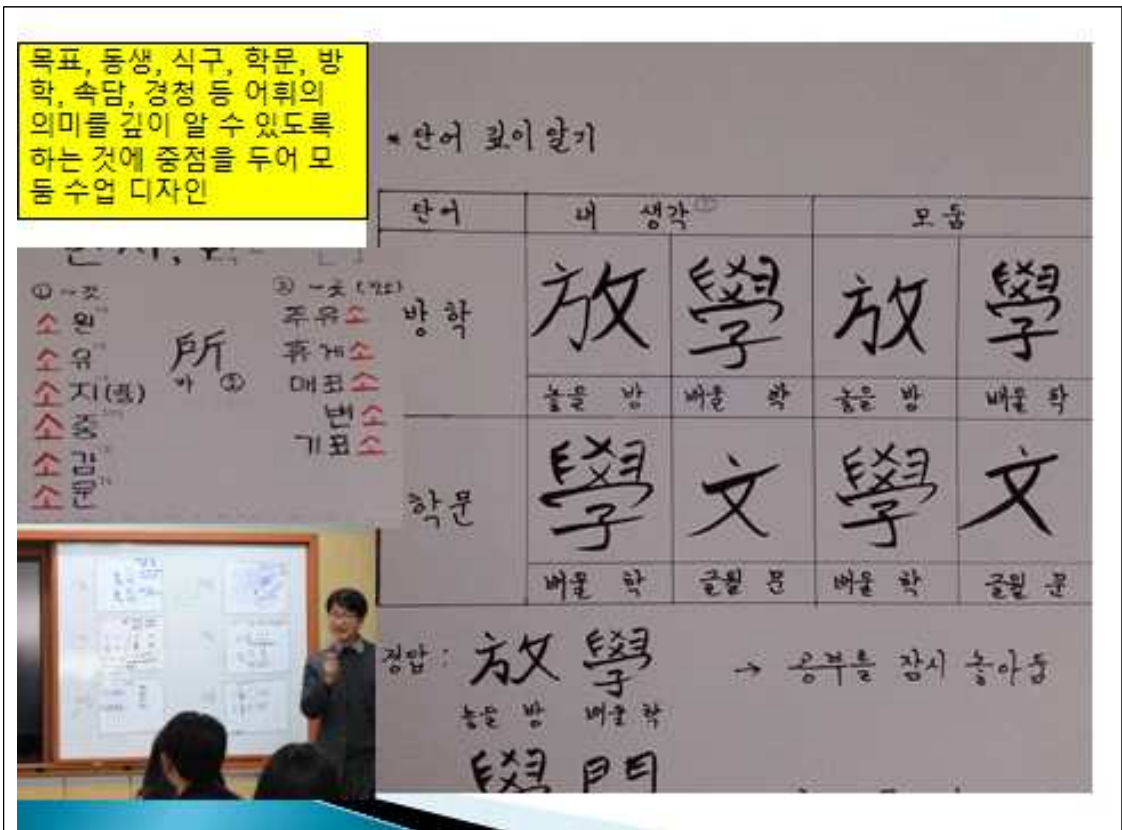 목표, 동생, 식구, 학문, 방
학, 속담, 경청 등 어휘의
의미를 깊이 알 수 있도록
하는 것에 중점을 두어 모
둠 수업 디자인
* 단어 깊이 알기
단어 내 생각 모둠
방학 放 學 放 學
놓을 방 배울 학 놓을 방 배울 학
학문 學 文 學 文
배울 학 글월 문 배울 학 글월 문
정답 : 放 學 → 공부를 잠시 놓아둠
놓을 방 배울 학
學 門
① ~것
소원
소유
소지(품)
소중
소감
소문
所
바 소
② ~곳 (장소)
주유소
휴게소
매표소
변소
기표소